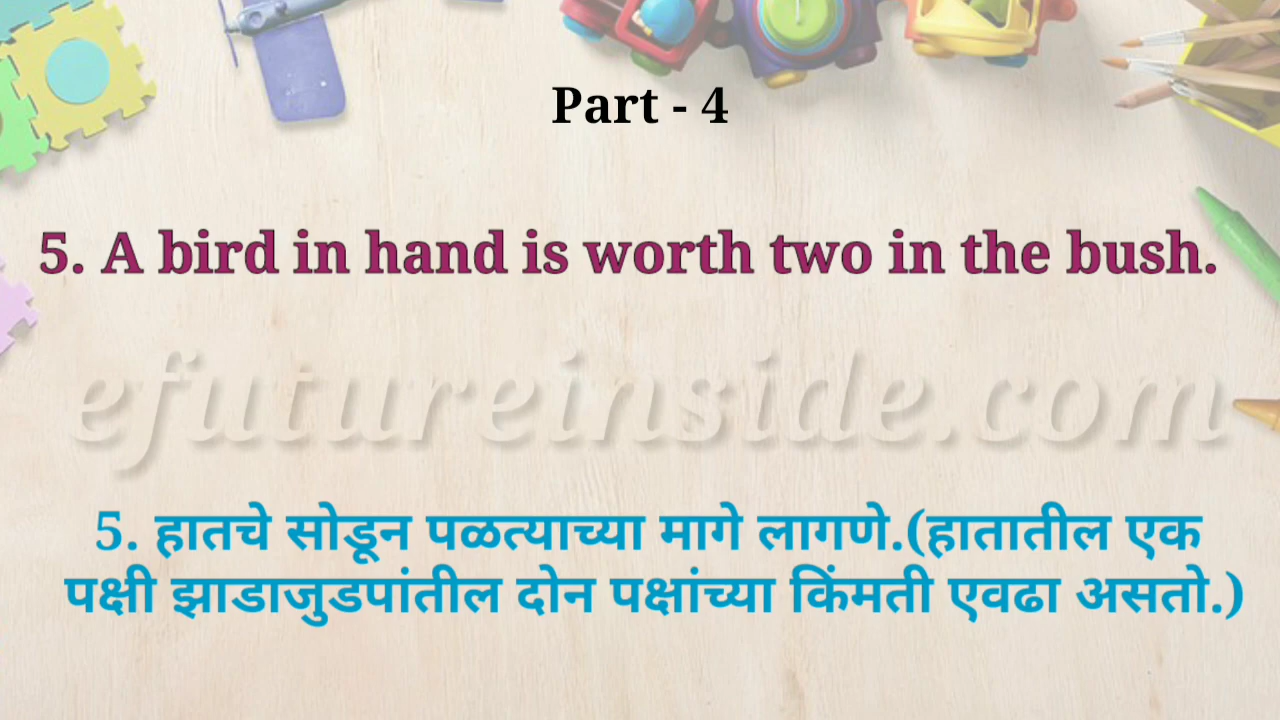 Part - 4
5. A bird in hand is worth two in the bush.
efutureinside.com
5. हातचे सोडून पळत्याच्या मागे लागणे.(हातातील एक
पक्षी झाडाजुडपांतील दोन पक्षांच्या किंमती एवढा असतो.)